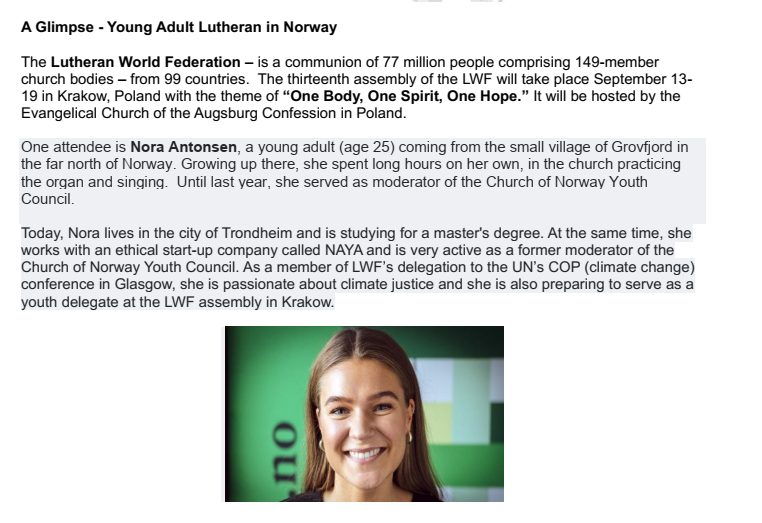 A Glimpse - Young Adult Lutheran in Norway
The Lutheran World Federation – is a communion of 77 million people comprising 149-member
church bodies – from 99 countries.  The thirteenth assembly of the LWF will take place September 13-
19 in Krakow, Poland with the theme of “One Body, One Spirit, One Hope.” It will be hosted by the
Evangelical Church of the Augsburg Confession in Poland.
One attendee is Nora Antonsen, a young adult (age 25) coming from the small village of Grovfjord in
the far north of Norway. Growing up there, she spent long hours on her own, in the church practicing
the organ and singing.  Until last year, she served as moderator of the Church of Norway Youth
Council.
Today, Nora lives in the city of Trondheim and is studying for a master's degree. At the same time, she
works with an ethical start-up company called NAYA and is very active as a former moderator of the
Church of Norway Youth Council. As a member of LWF’s delegation to the UN’s COP (climate change)
conference in Glasgow, she is passionate about climate justice and she is also preparing to serve as a
youth delegate at the LWF assembly in Krakow.
.no